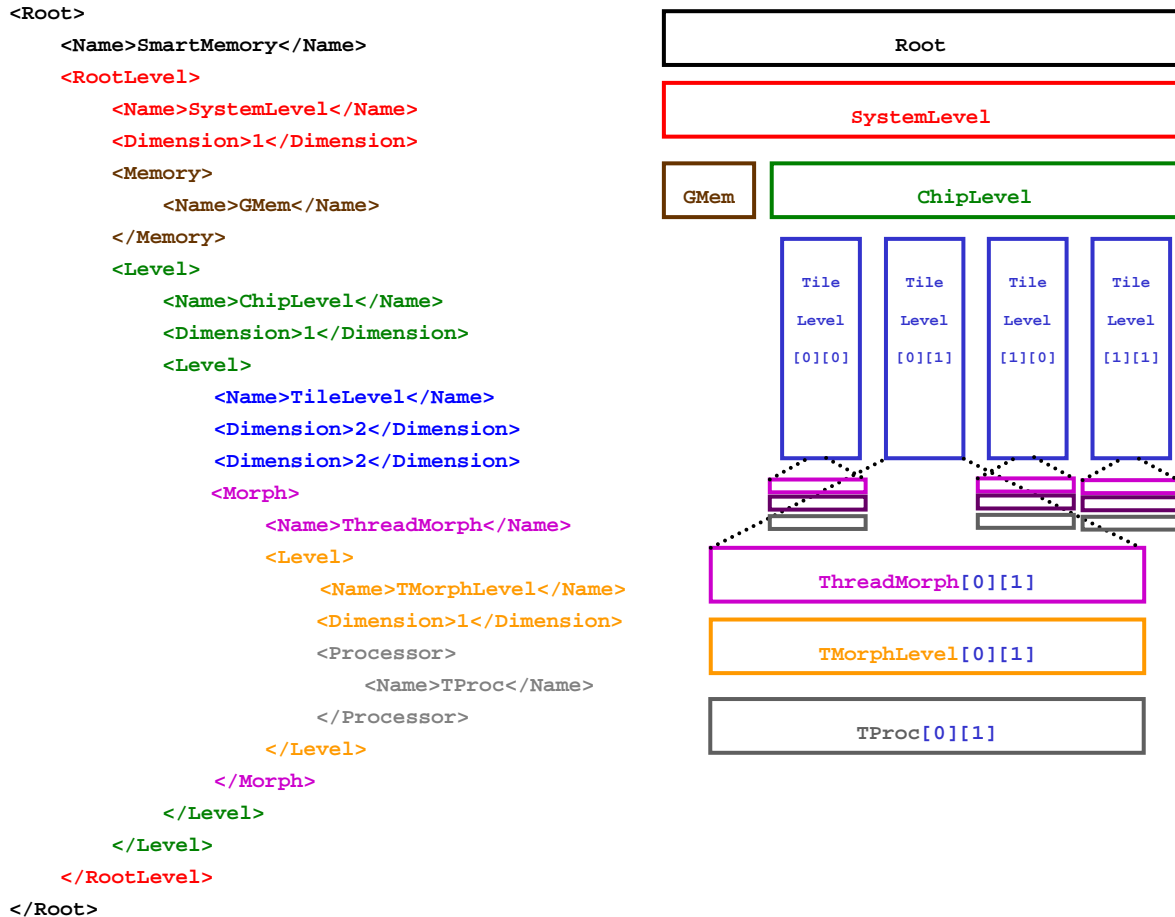 <Root>
<Name>SmartMemory</Name>
<RootLevel>
<Name>SystemLevel</Name>
<Dimension>1</Dimension>
<Memory>
<Name>GMem</Name>
</Memory>
<Level>
<Name>ChipLevel</Name>
<Dimension>1</Dimension>
<Level>
<Name>TileLevel</Name>
<Dimension>2</Dimension>
<Dimension>2</Dimension>
<Morph>
<Name>ThreadMorph</Name>
<Level>
<Name>TMorphLevel</Name>
<Dimension>1</Dimension>
<Processor>
<Name>TProc</Name>
</Processor>
</Level>
</Morph>
</Level>
</Level>
</RootLevel>
</Root>
Root
SystemLevel
GMem
ChipLevel
Tile
Level
[0][0]
Tile
Level
[0][1]
Tile
Level
[1][0]
Tile
Level
[1][1]
ThreadMorph[0][1]
TMorphLevel[0][1]
TProc[0][1]